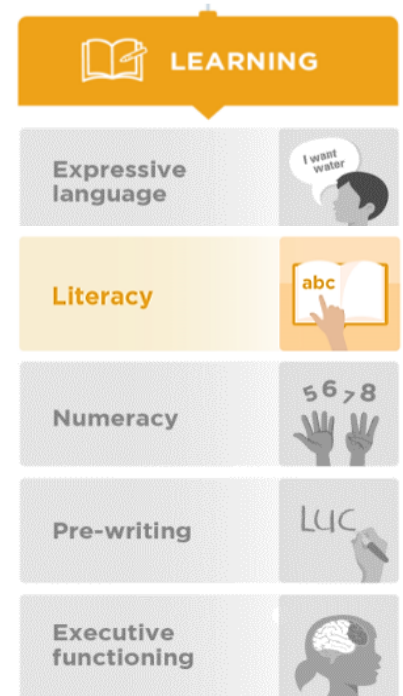 LEARNING
Expressive
language
I want
water
Literacy
abc
Numeracy
5 6 7 8
Pre-writing
LUC
Executive
functioning